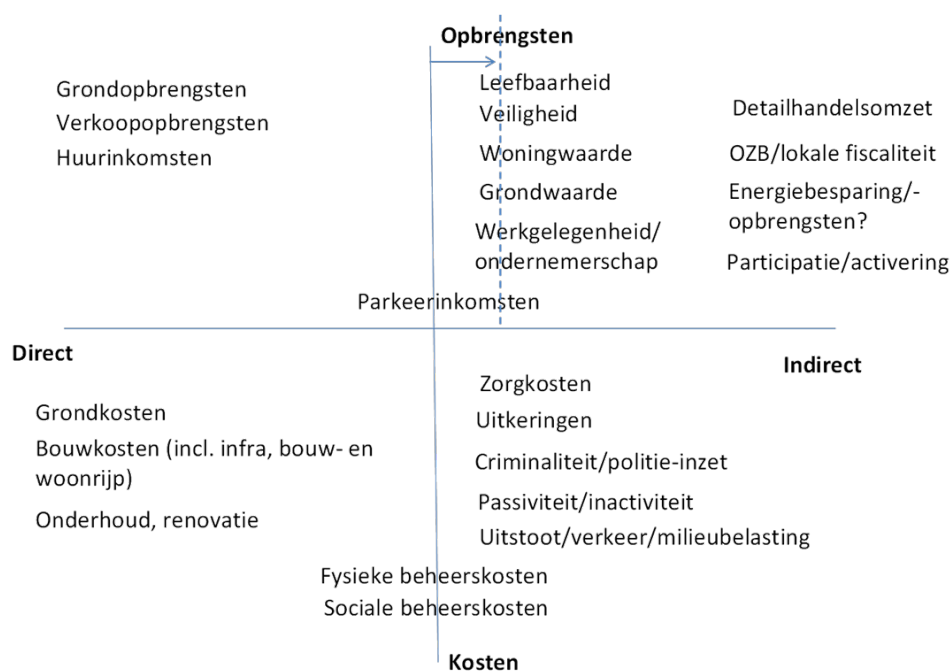 Opbrengsten
Grondopbrengsten
Verkoopopbrengsten
Huurinkomsten
Leefbaarheid
Veiligheid
Woningwaarde
Grondwaarde
Werkgelegenheid/
ondernemerschap
Detailhandelsomzet
OZB/lokale fiscaliteit
Energiebesparing/-
opbrengsten?
Participatie/activering
Parkeerinkomsten
Direct
Indirect
Grondkosten
Bouwkosten (incl. infra, bouw- en
woonrijp)
Onderhoud, renovatie
Zorgkosten
Uitkeringen
Criminaliteit/politie-inzet
Passiviteit/inactiviteit
Uitstoot/verkeer/milieubelasting
Fysieke beheerskosten
Sociale beheerskosten
Kosten